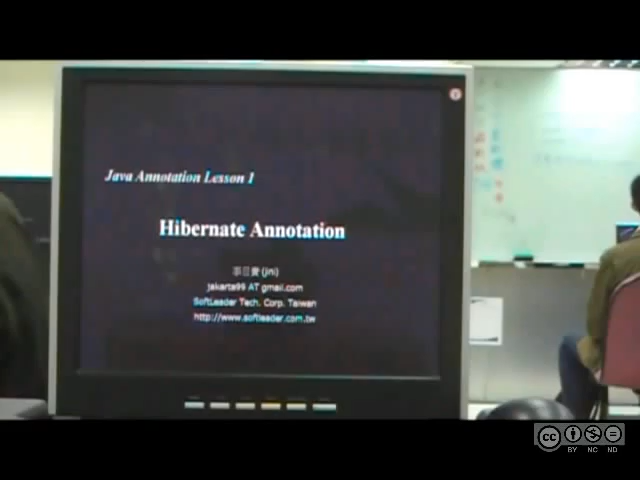 Java Annotation Lesson 1
Hibernate Annotation
(jini)
jakarta99 AT gmail.com
SoftLeader Tech. Corp. Taiwan
http://www.softleader.com.tw
cc
BY NC ND